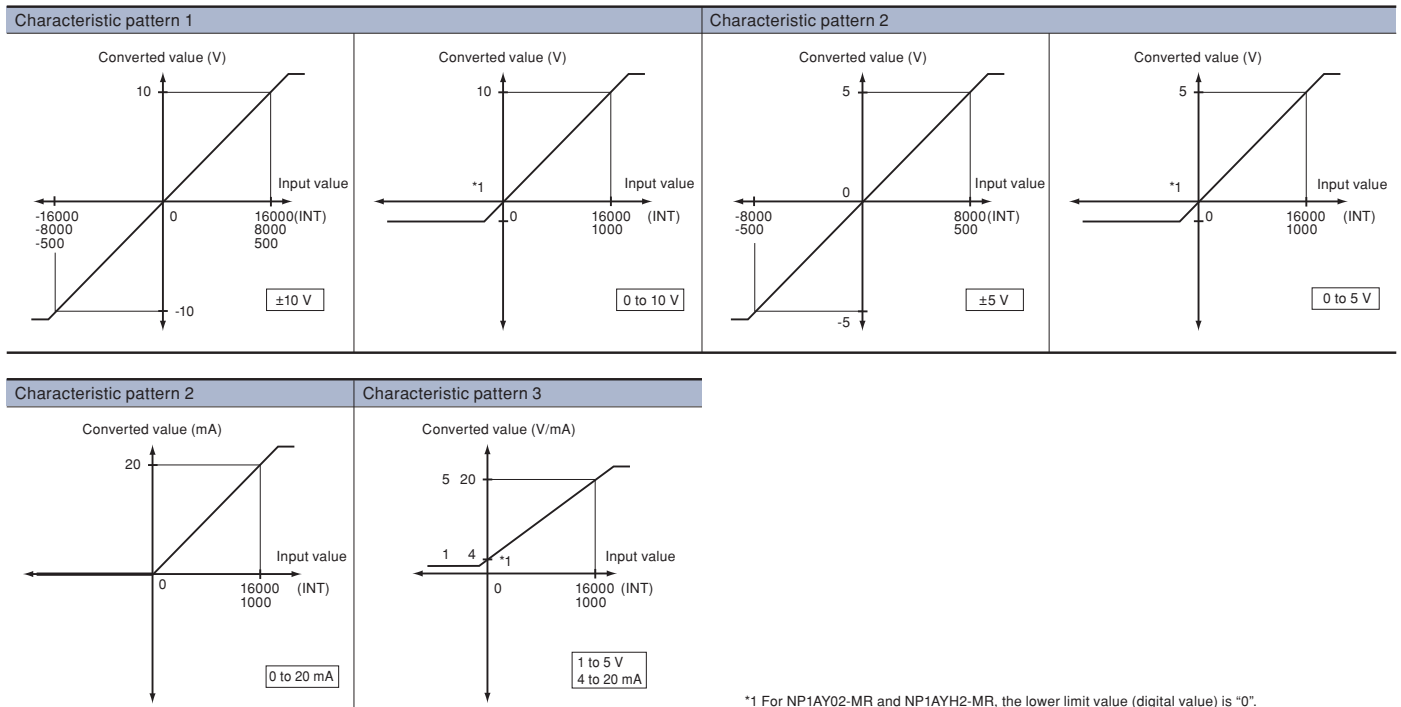 Characteristic pattern 1
Characteristic pattern 2
Converted value (V)
10
Input value
-16000
-8000
-500
0
16000(INT)
8000
500
-10
±10 V
Converted value (V)
10
*1
Input value
0
16000 (INT)
1000
0 to 10 V
Converted value (V)
5
0
Input value
-8000
-500
8000(INT)
500
-5
±5 V
Converted value (V)
5
*1
Input value
0
16000 (INT)
1000
0 to 5 V
Characteristic pattern 2
Characteristic pattern 3
Converted value (mA)
20
Input value
0
16000 (INT)
1000
0 to 20 mA
Converted value (V/mA)
5 20
1 4
*1
Input value
0
16000 (INT)
1000
1 to 5 V
4 to 20 mA
*1 For NP1AY02-MR and NP1AYH2-MR, the lower limit value (digital value) is “0”.